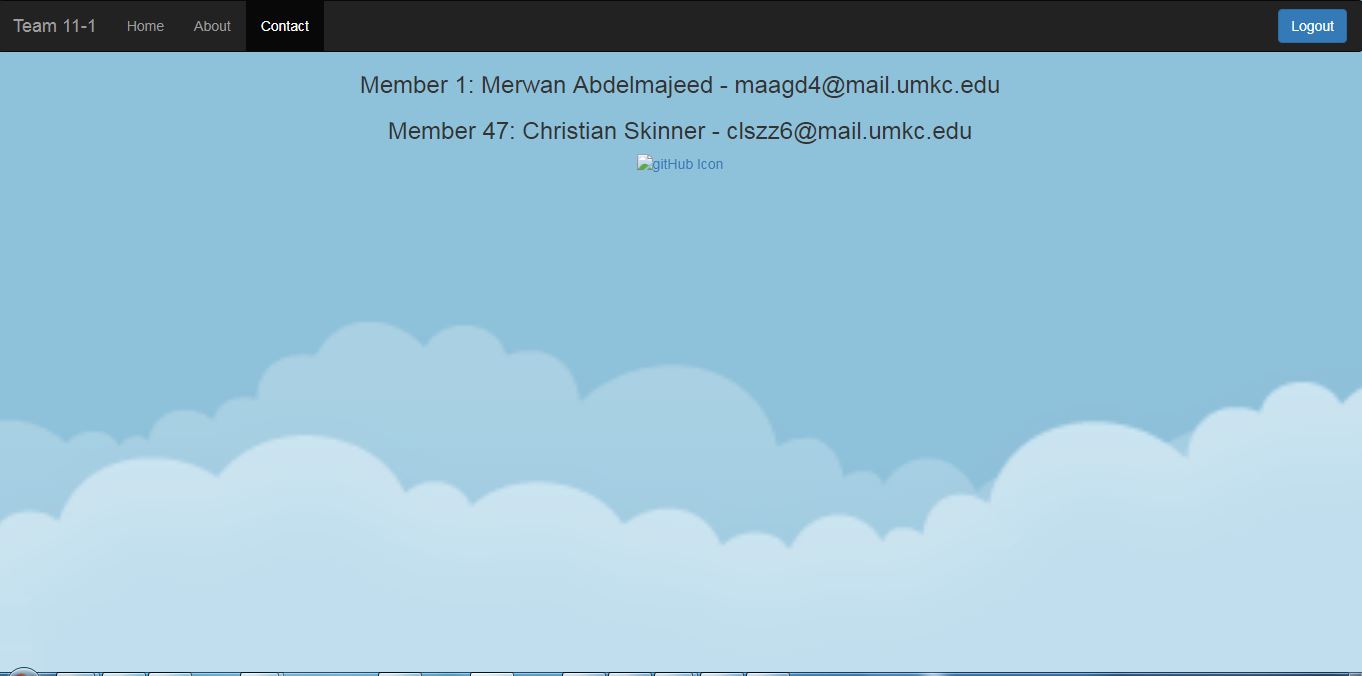 Team 11-1 Home About Contact Logout
Member 1: Merwan Abdelmajeed - maagd4@mail.umkc.edu
Member 47: Christian Skinner - clszz6@mail.umkc.edu
gitHub Icon